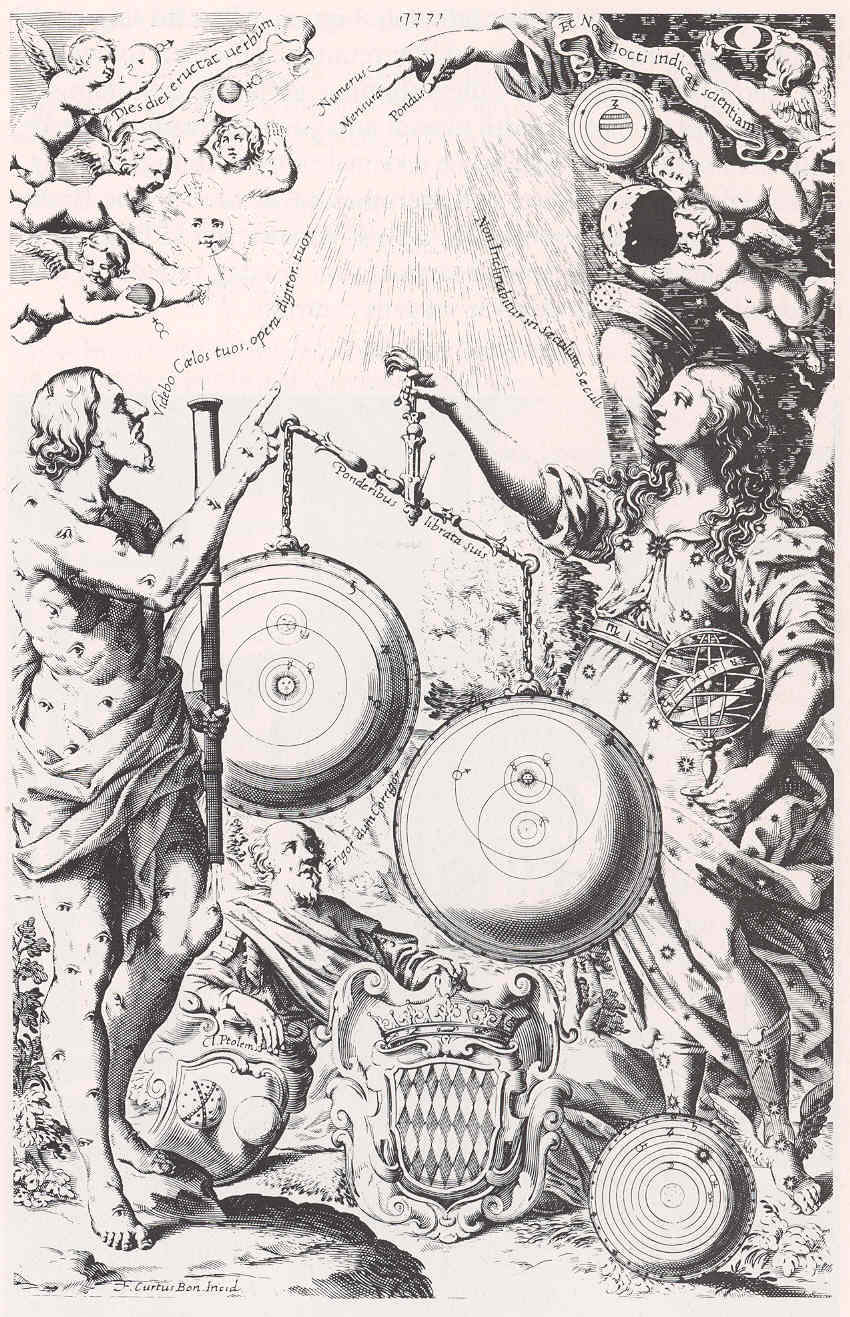 Dies diei eructat uerbum
Numerus
Mensura
Pondus
Et Nox nocti indicat scientiam
Videbo Cœlos tuos, opera digitor. tuor.
Non Inclinabitur in sæculum sæculi
Ponderibus librata suis
Erigor dum Corrigor
Cl. Ptolem.
F. Curtus Bon. Incid.